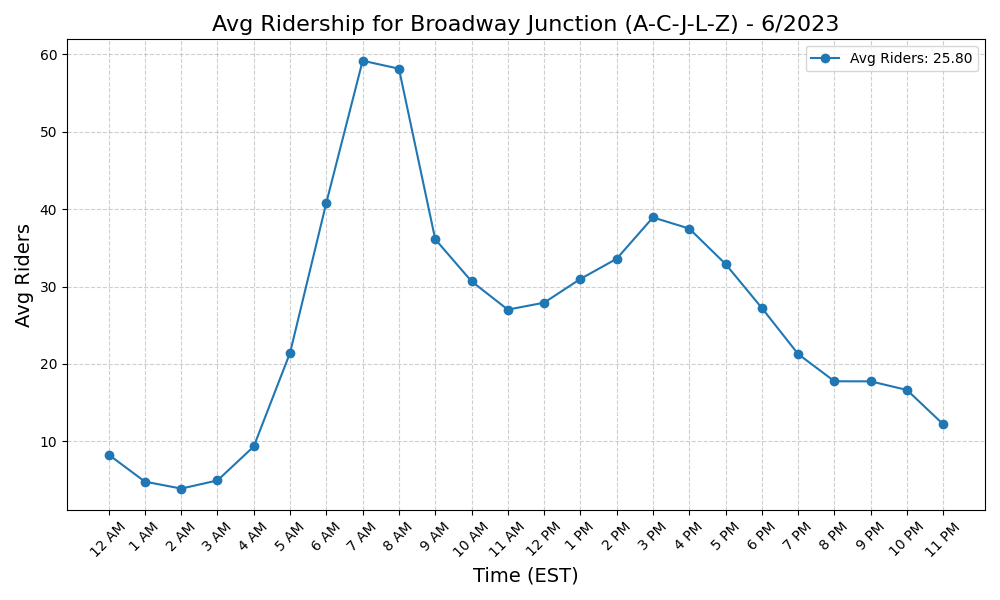 Avg Ridership for Broadway Junction (A-C-J-L-Z) - 6/2023
Avg Riders: 25.80
Avg Riders
60
50
40
30
20
10
12 AM
1 AM
2 AM
3 AM
4 AM
5 AM
6 AM
7 AM
8 AM
9 AM
10 AM
11 AM
12 PM
1 PM
2 PM
3 PM
4 PM
5 PM
6 PM
7 PM
8 PM
9 PM
10 PM
11 PM
Time (EST)